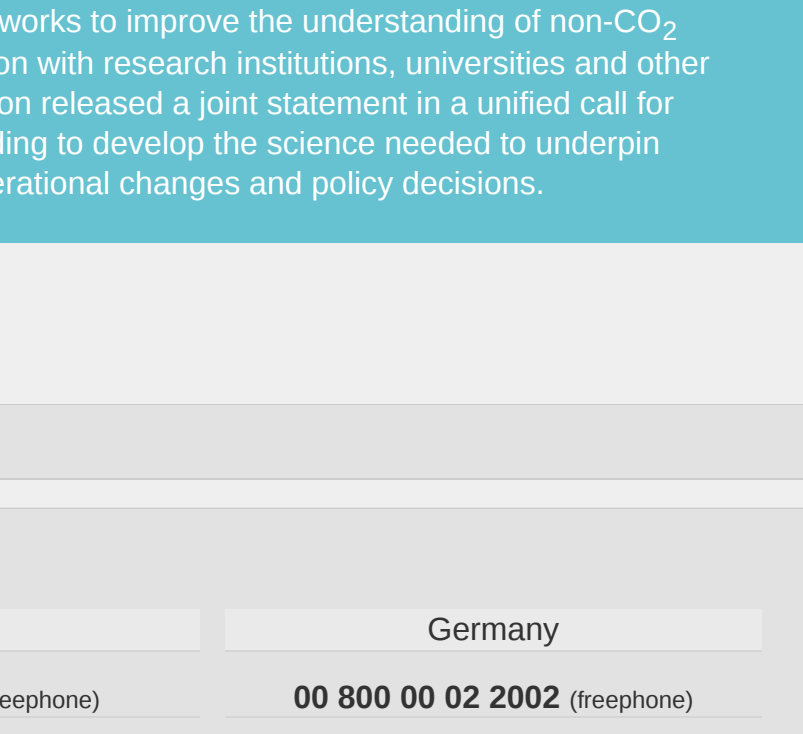 works to improve the understanding of non-CO₂
on with research institutions, universities and other
on released a joint statement in a unified call for
ding to develop the science needed to underpin
erational changes and policy decisions.
Germany
eephone) 00 800 00 02 2002 (freephone)